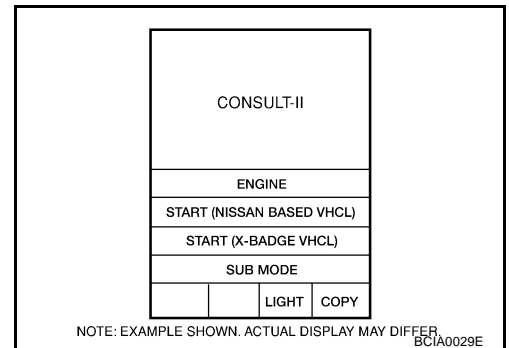 CONSULT-II
ENGINE
START (NISSAN BASED VHCL)
START (X-BADGE VHCL)
SUB MODE
LIGHT COPY
NOTE: EXAMPLE SHOWN. ACTUAL DISPLAY MAY DIFFER.
BCIA0029E